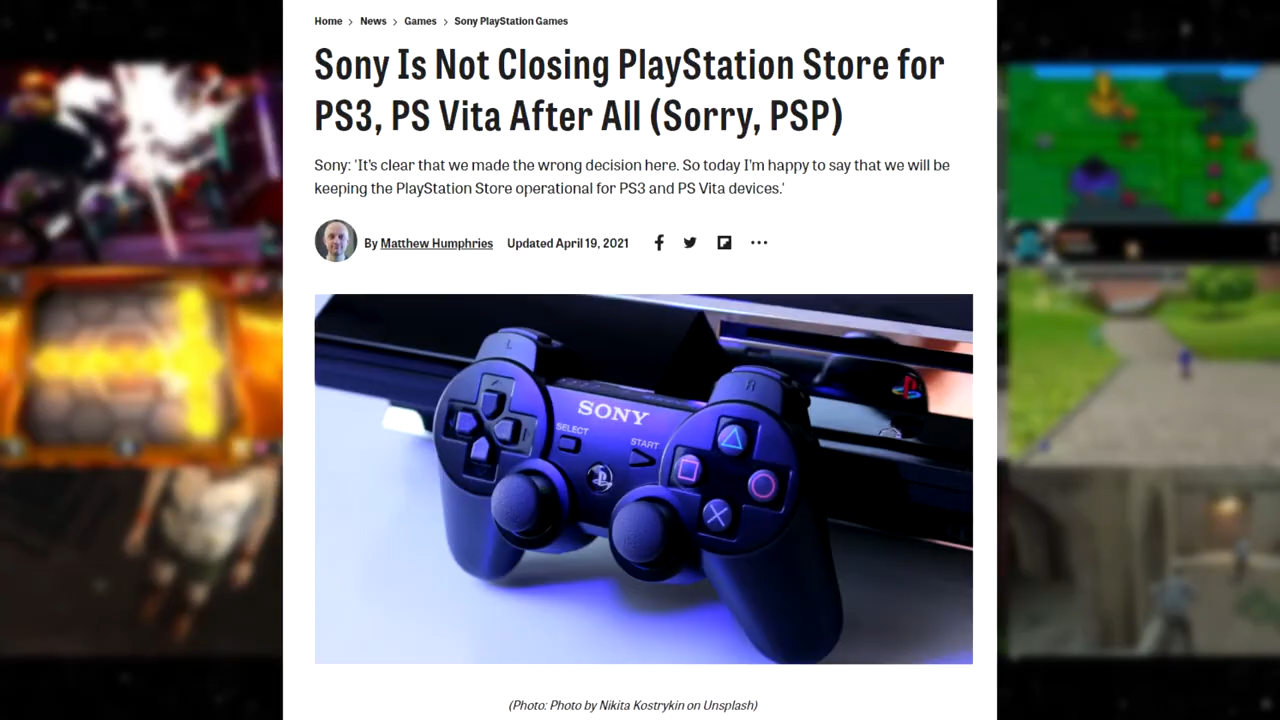 Home > News > Games > Sony PlayStation Games
Sony Is Not Closing PlayStation Store for
PS3, PS Vita After All (Sorry, PSP)
Sony: 'It's clear that we made the wrong decision here. So today I'm happy to say that we will be
keeping the PlayStation Store operational for PS3 and PS Vita devices.'
By Matthew Humphries Updated April 19, 2021
L
R
SONY
SELECT
START
(Photo: Photo by Nikita Kostrykin on Unsplash)